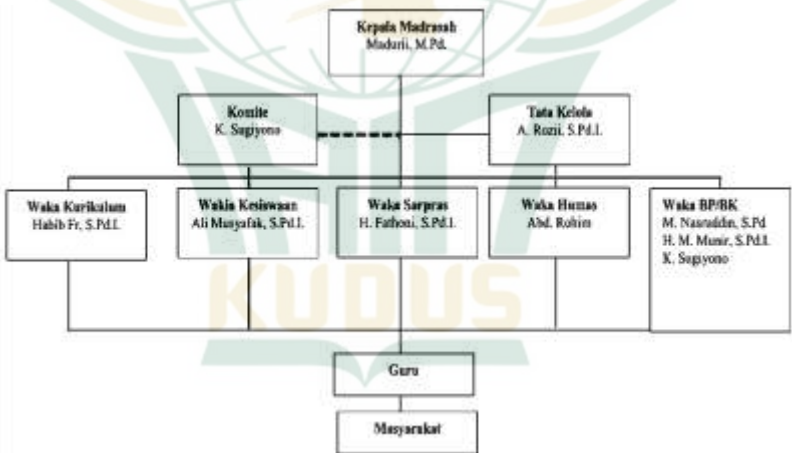 Kepala Madrasah
Madurii, M.Pd.
Komite
K. Sugiyono
Tata Kelola
A. Rozii, S.Pd.I.
Waka Kurikulum
Habib Fr, S.Pd.I.
Wakia Kesiswaan
Ali Musyafak, S.Pd.I.
Waka Sarpras
H. Fathoni, S.Pd.I.
Waka Humas
Abd. Rohim
Waka BP/BK
M. Nasruddin, S.Pd
H. M. Munir, S.Pd.I.
K. Sugiyono
KUDUS
Guru
Masyarakat